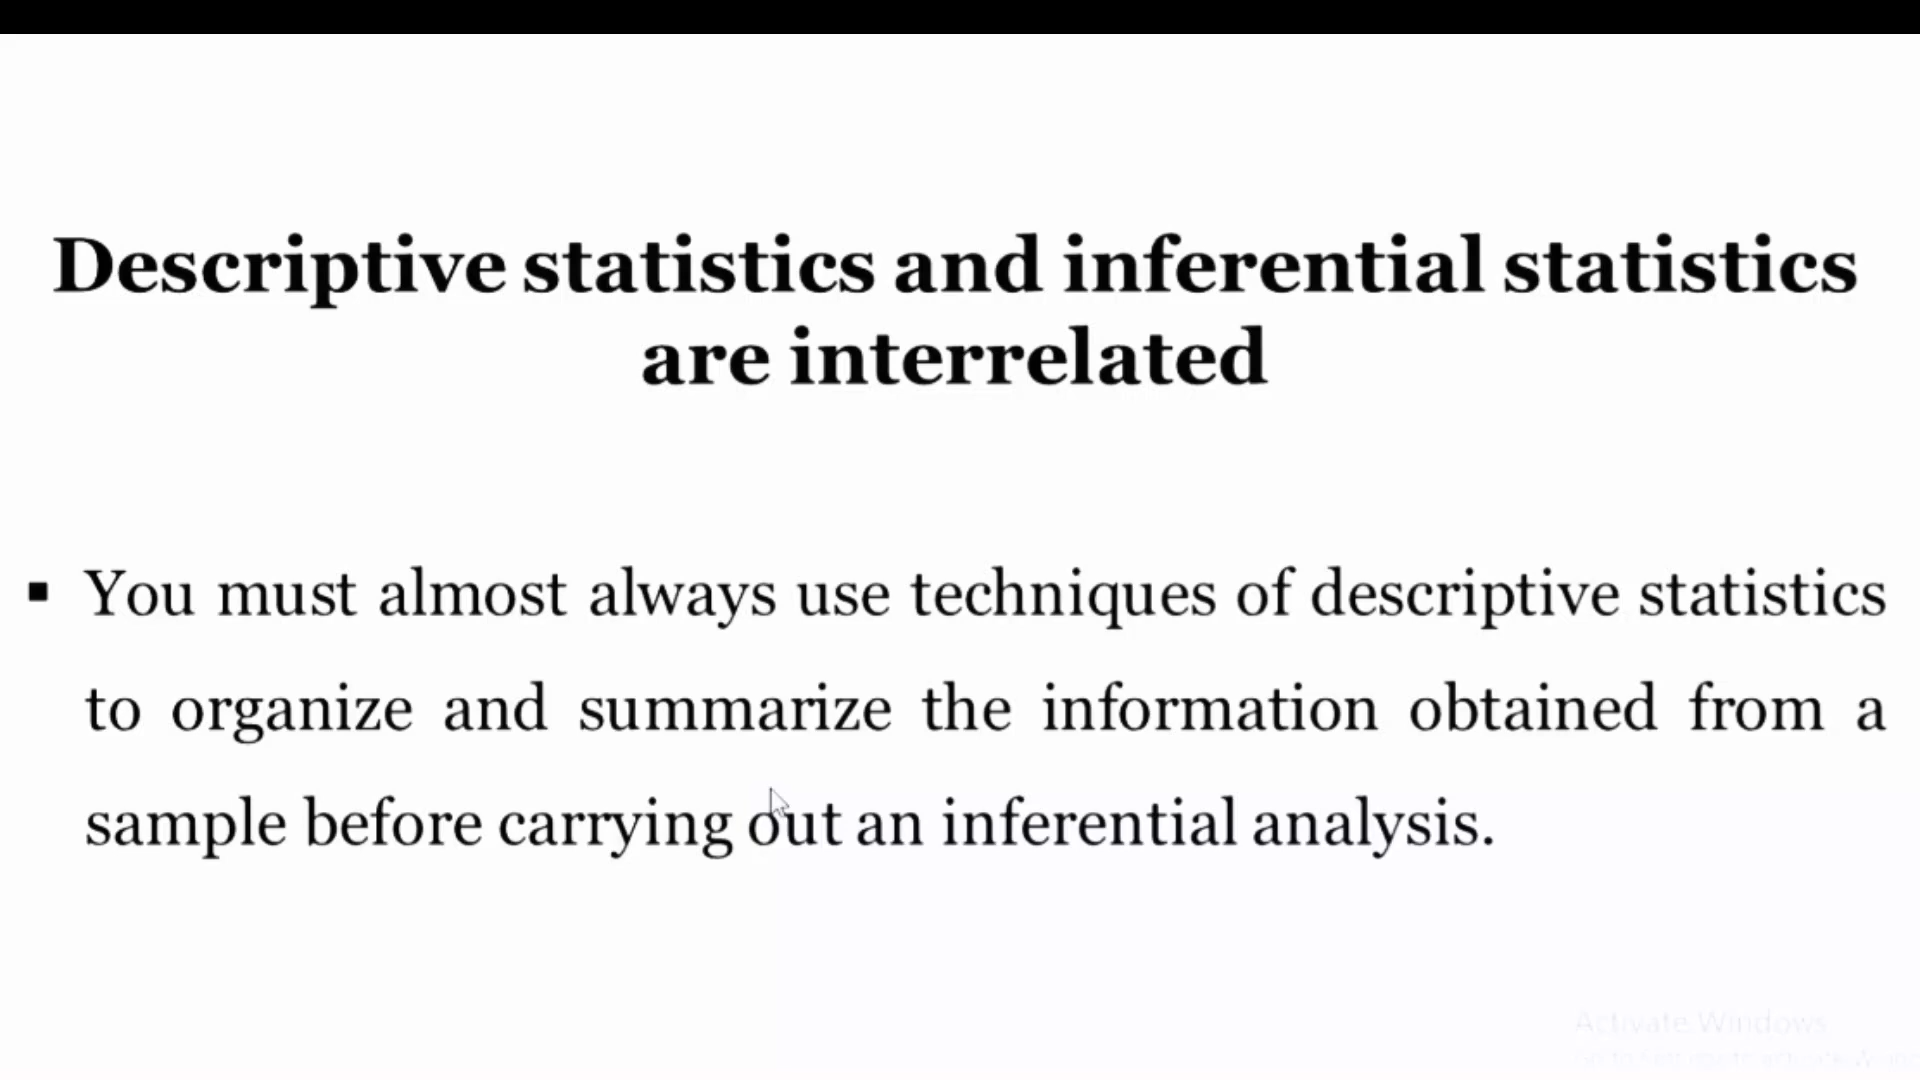 Descriptive statistics and inferential statistics
are interrelated
▪ You must almost always use techniques of descriptive statistics
to organize and summarize the information obtained from a
sample before carrying out an inferential analysis.
Activate Windows